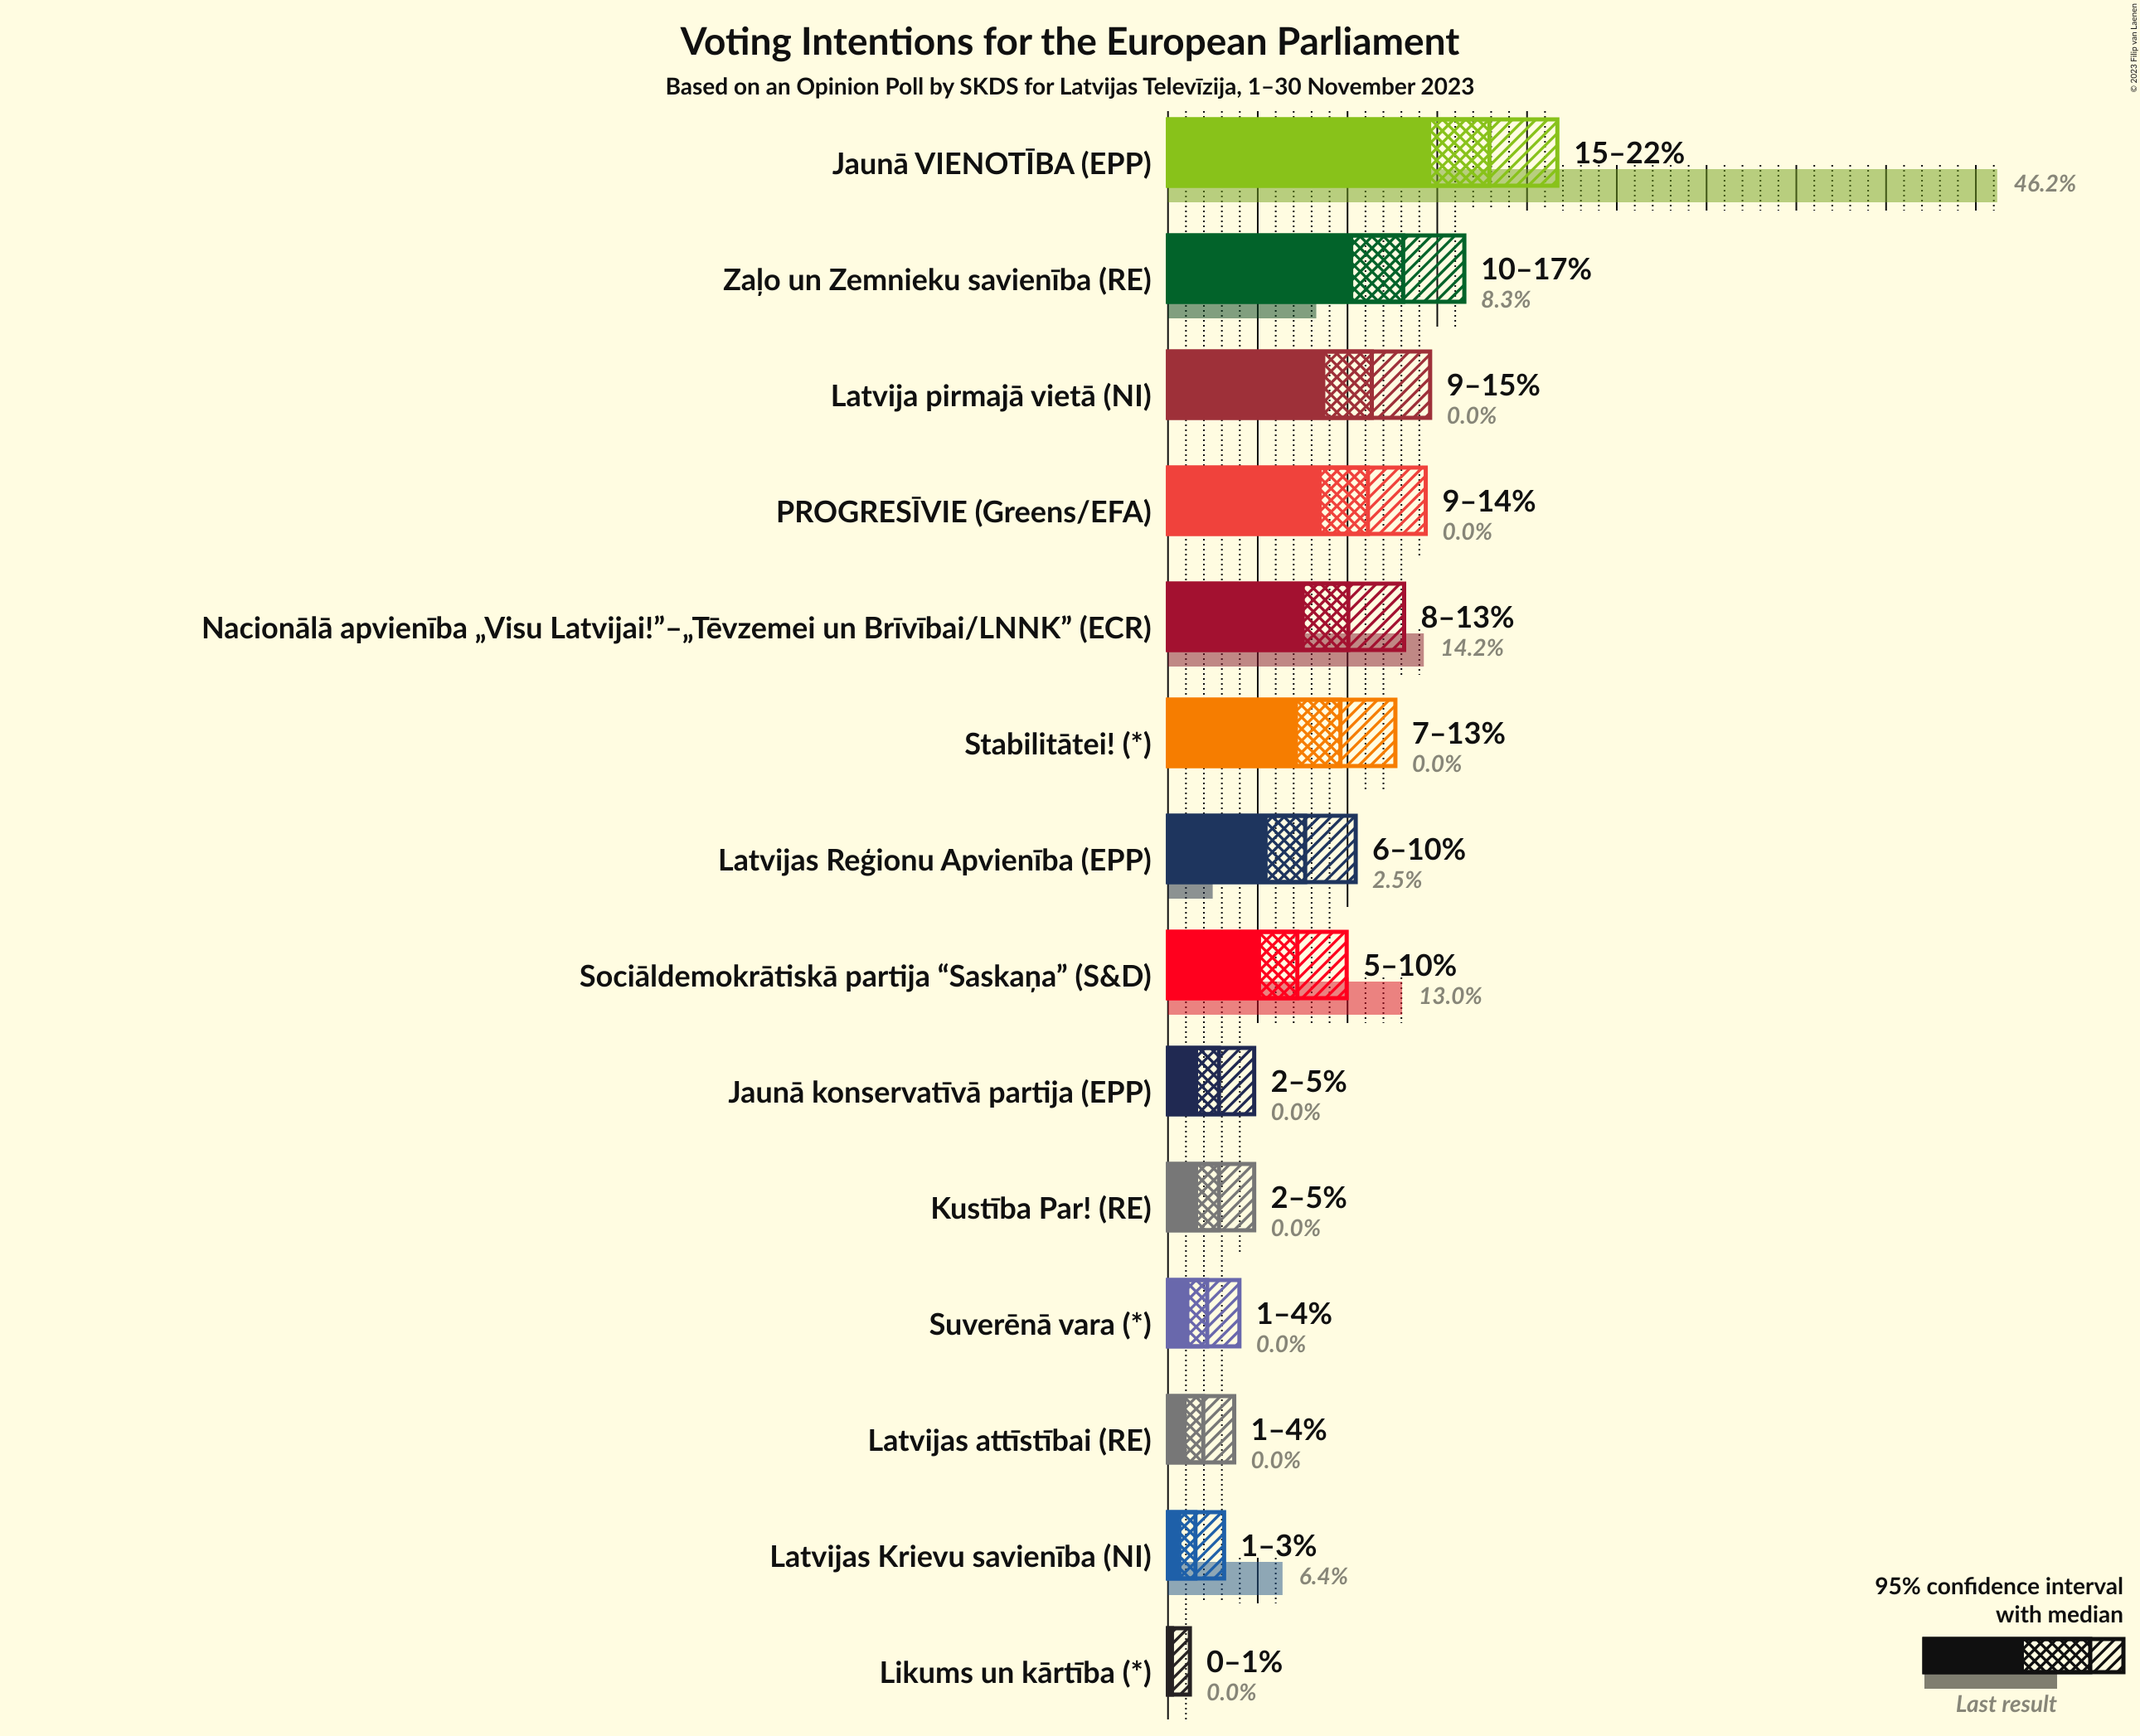 Voting Intentions for the European Parliament
Based on an Opinion Poll by SKDS for Latvijas Televīzija, 1–30 November 2023
© 2023 Filip van Laenen
Jaunā VIENOTĪBA (EPP)
15–22%
46.2%
Zaļo un Zemnieku savienība (RE)
10–17%
8.3%
Latvija pirmajā vietā (NI)
9–15%
0.0%
PROGRESĪVIE (Greens/EFA)
9–14%
0.0%
Nacionālā apvienība „Visu Latvijai!”–„Tēvzemei un Brīvībai/LNNK” (ECR)
8–13%
14.2%
Stabilitātei! (*)
7–13%
0.0%
Latvijas Reģionu Apvienība (EPP)
6–10%
2.5%
Sociāldemokrātiskā partija “Saskaņa” (S&D)
5–10%
13.0%
Jaunā konservatīvā partija (EPP)
2–5%
0.0%
Kustība Par! (RE)
2–5%
0.0%
Suverēnā vara (*)
1–4%
0.0%
Latvijas attīstībai (RE)
1–4%
0.0%
Latvijas Krievu savienība (NI)
1–3%
6.4%
Likums un kārtība (*)
0–1%
0.0%
95% confidence interval
with median
Last result